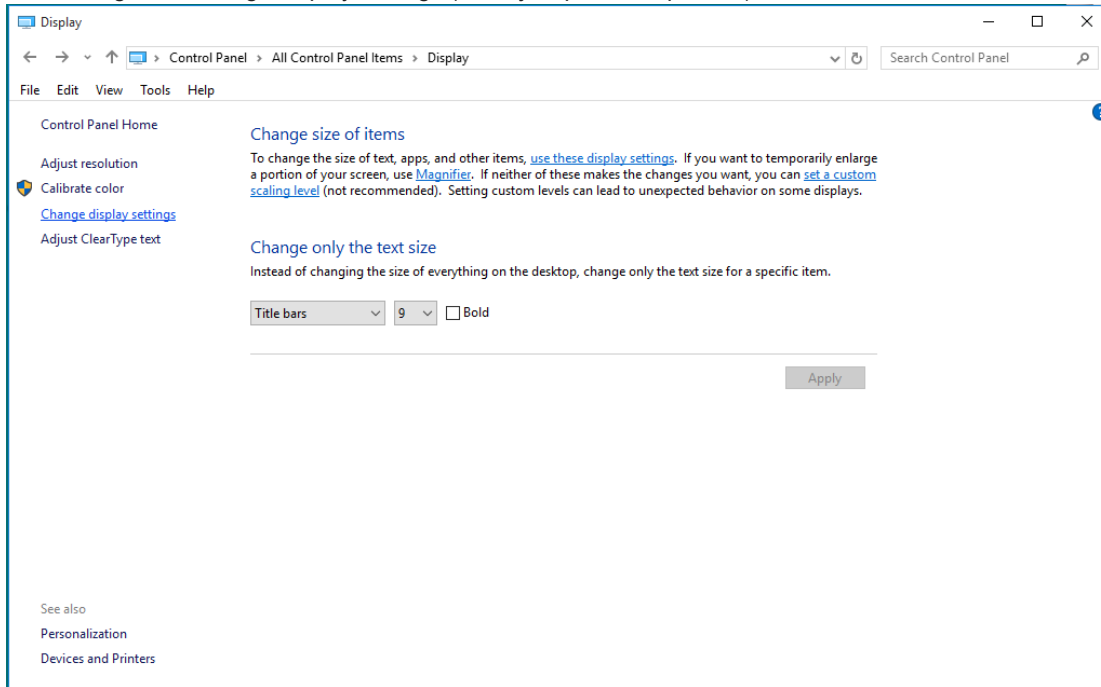 Display
Control Panel > All Control Panel Items > Display
Search Control Panel
File Edit View Tools Help
Control Panel Home
Adjust resolution
Calibrate color
Change display settings
Adjust ClearType text
Change size of items
To change the size of text, apps, and other items, use these display settings. If you want to temporarily enlarge
a portion of your screen, use Magnifier. If neither of these makes the changes you want, you can set a custom
scaling level (not recommended). Setting custom levels can lead to unexpected behavior on some displays.
Change only the text size
Instead of changing the size of everything on the desktop, change only the text size for a specific item.
Title bars 9 Bold
Apply
See also
Personalization
Devices and Printers